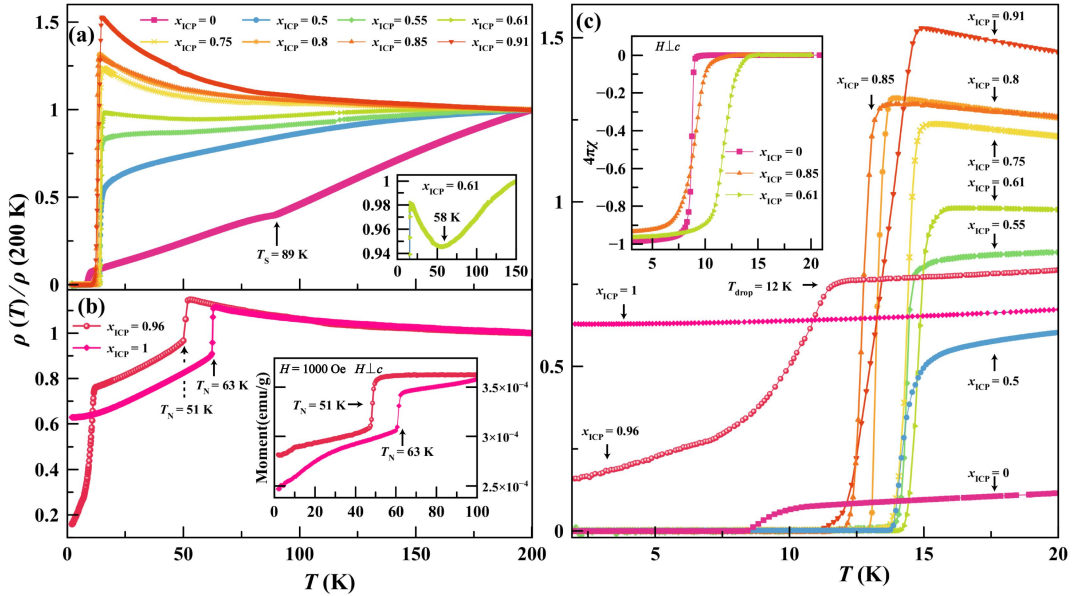 (a)
x_ICP = 0
x_ICP = 0.5
x_ICP = 0.55
x_ICP = 0.61
x_ICP = 0.75
x_ICP = 0.8
x_ICP = 0.85
x_ICP = 0.91
1.5
1
0.5
0
T_S = 89 K
x_ICP = 0.61
1
0.98
0.96
0.94
58 K
0
50
100
150
ρ (T) / ρ (200 K)
(b)
x_ICP = 0.96
x_ICP = 1
1
0.8
0.6
0.4
0.2
T_N = 51 K
T_N = 63 K
H = 1000 Oe H⊥c
T_N = 51 K
T_N = 63 K
Moment(emu/g)
3.5×10⁻⁴
3×10⁻⁴
2.5×10⁻⁴
0
20
40
60
80
100
0
50
100
150
200
T (K)
(c)
1.5
1
0.5
0
H⊥c
0
−0.2
−0.4
−0.6
−0.8
−1
4πχ
x_ICP = 0
x_ICP = 0.85
x_ICP = 0.61
5
10
15
20
x_ICP = 0.91
x_ICP = 0.85
x_ICP = 0.8
x_ICP = 0.75
x_ICP = 0.61
x_ICP = 0.55
T_drop = 12 K
x_ICP = 1
x_ICP = 0.5
x_ICP = 0.96
x_ICP = 0
5
10
15
20
T (K)